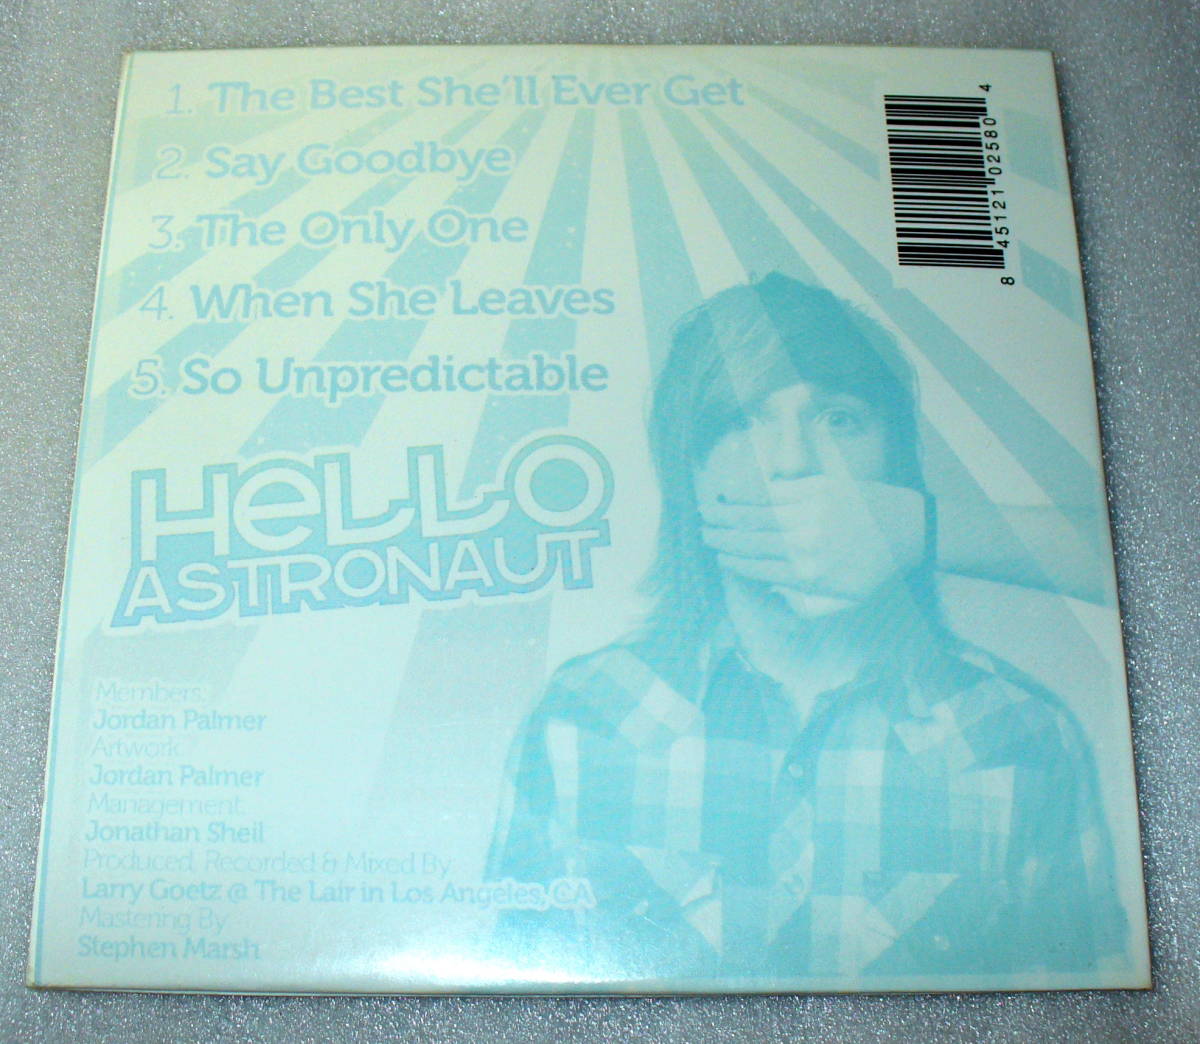 1. The Best She'll Ever Get
2. Say Goodbye
3. The Only One
4. When She Leaves
5. So Unpredictable
HeLLO
ASTRONAUT
Members:
Jordan Palmer
Artwork:
Jordan Palmer
Management:
Jonathan Sheil
Produced, Recorded & Mixed By:
Larry Goetz @ The Lair in Los Angeles, CA
Mastering By:
Stephen Marsh
8 45121 02580 4